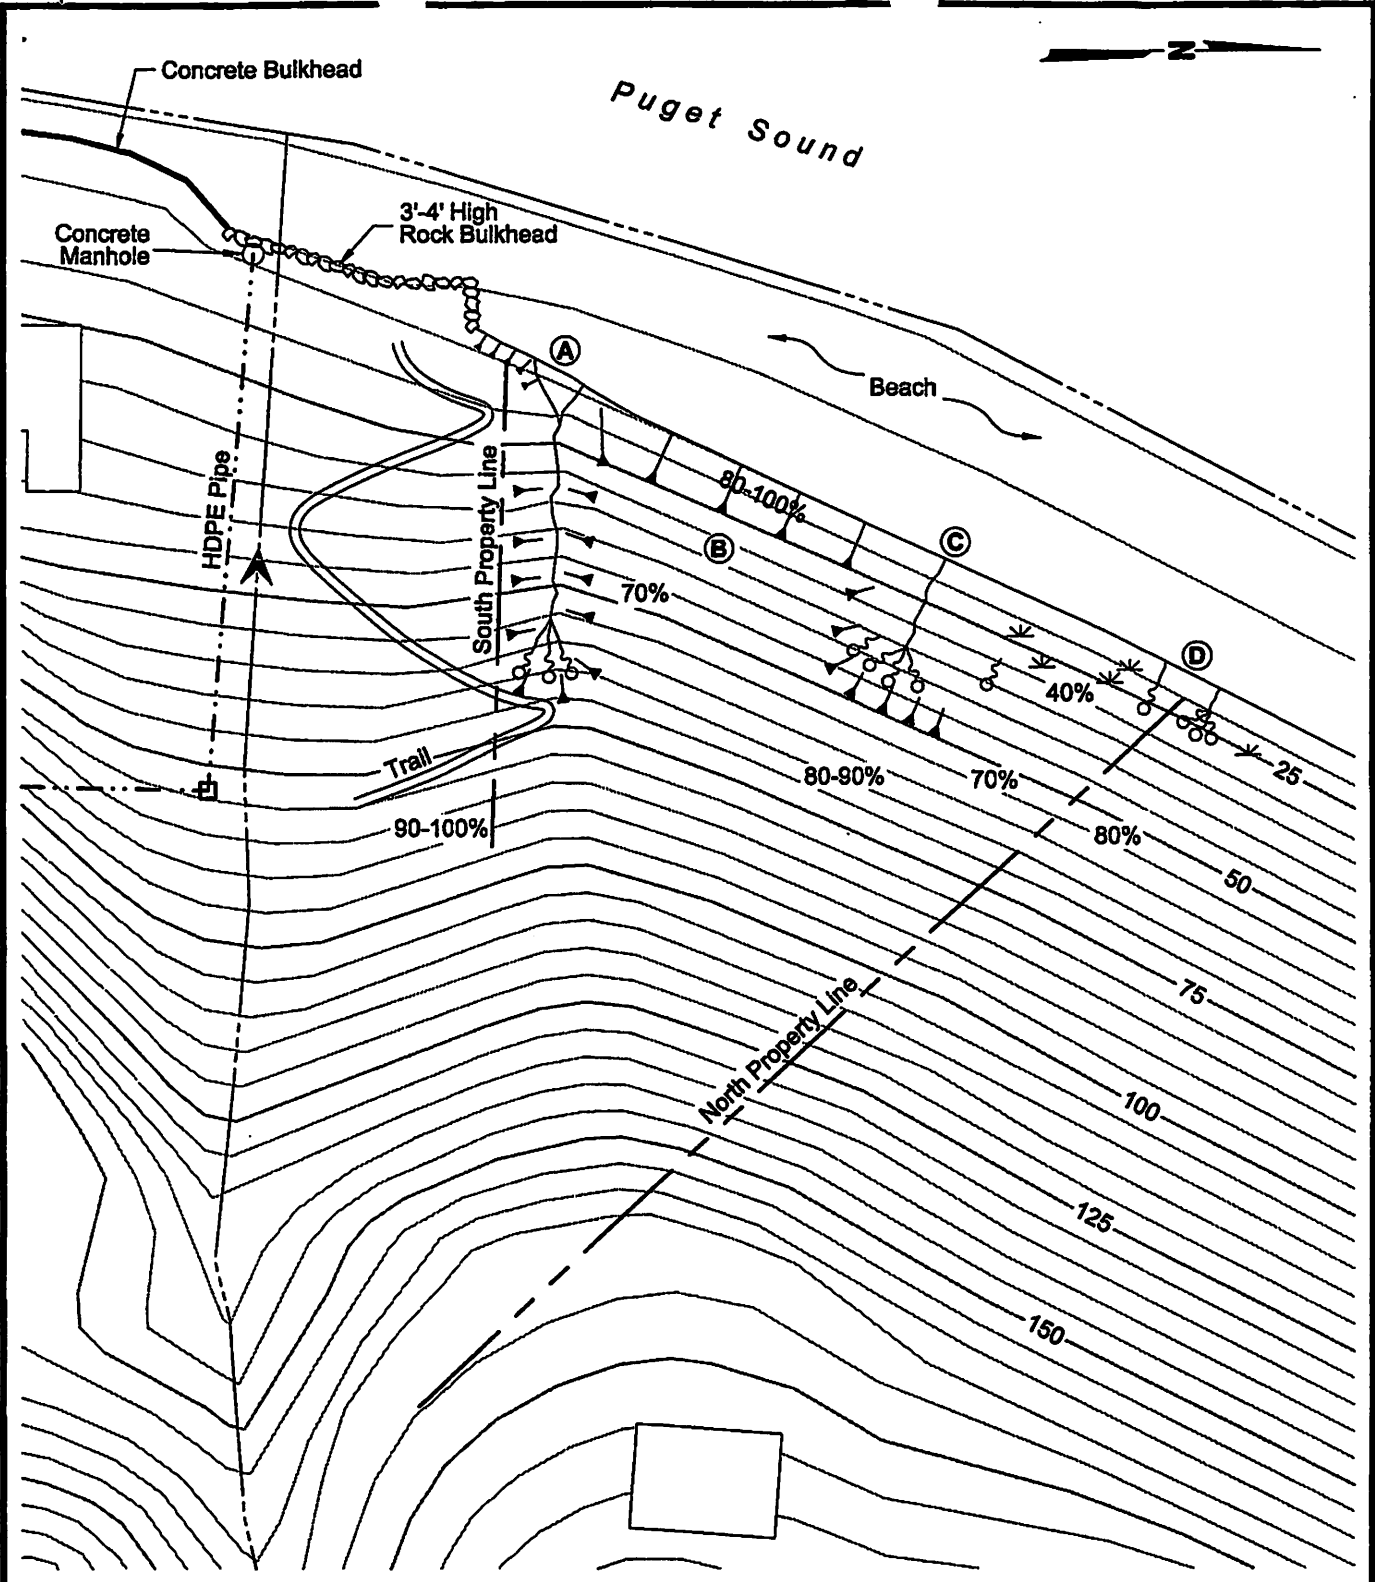 Concrete Bulkhead
Puget Sound
N
3'-4' High
Rock Bulkhead
Concrete
Manhole
A
Beach
HDPE Pipe
South Property Line
80-100%
B
C
70%
D
40%
Trail
80-90%
70%
25
90-100%
80%
50
75
North Property Line
100
125
150